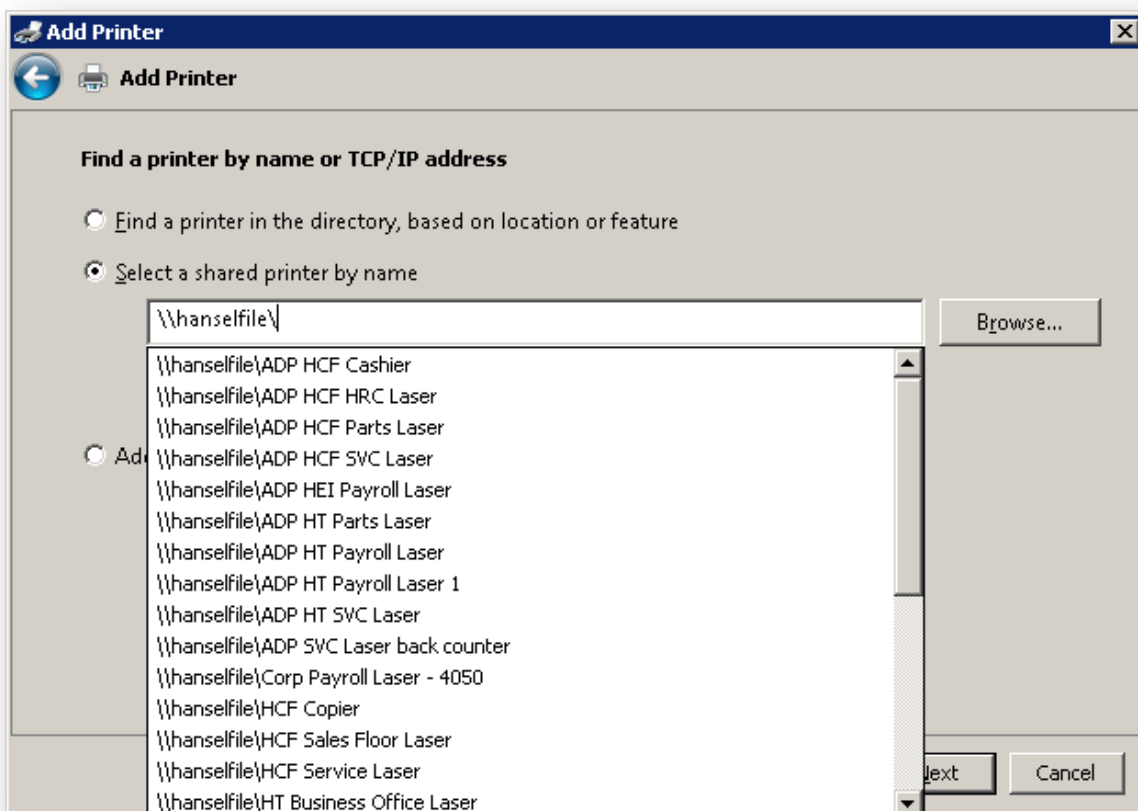 Add Printer
Add Printer
Find a printer by name or TCP/IP address
Find a printer in the directory, based on location or feature
Select a shared printer by name
\\hanselfile\
Browse...
\\hanselfile\ADP HCF Cashier
\\hanselfile\ADP HCF HRC Laser
\\hanselfile\ADP HCF Parts Laser
\\hanselfile\ADP HCF SVC Laser
\\hanselfile\ADP HEI Payroll Laser
\\hanselfile\ADP HT Parts Laser
\\hanselfile\ADP HT Payroll Laser
\\hanselfile\ADP HT Payroll Laser 1
\\hanselfile\ADP HT SVC Laser
\\hanselfile\ADP SVC Laser back counter
\\hanselfile\Corp Payroll Laser - 4050
\\hanselfile\HCF Copier
\\hanselfile\HCF Sales Floor Laser
\\hanselfile\HCF Service Laser
\\hanselfile\HT Business Office Laser
Next
Cancel